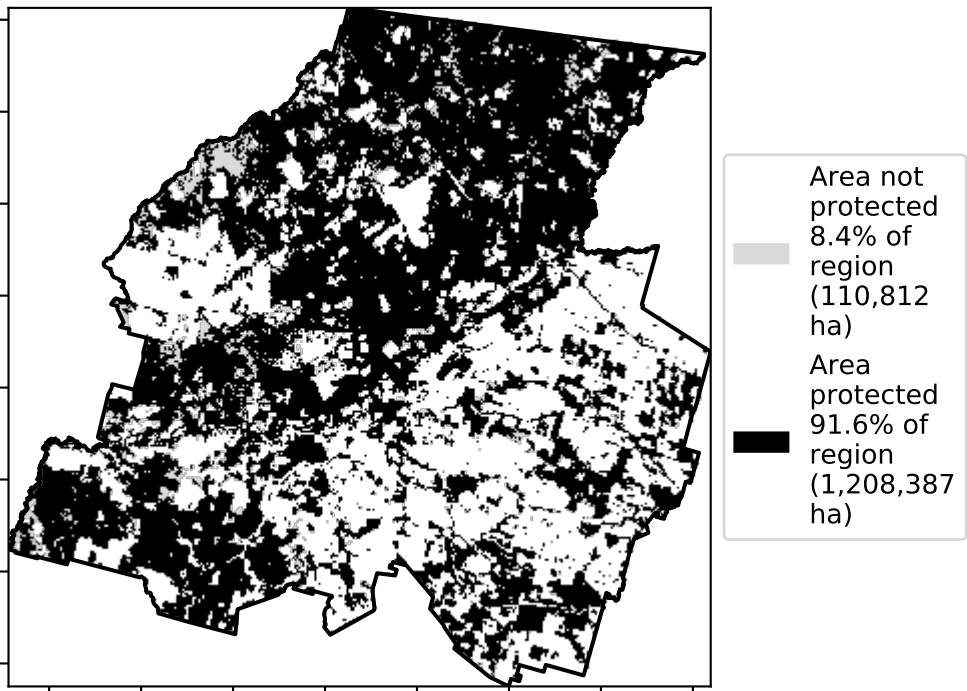 Area not
protected
8.4% of
region
(110,812
ha)
Area
protected
91.6% of
region
(1,208,387
ha)